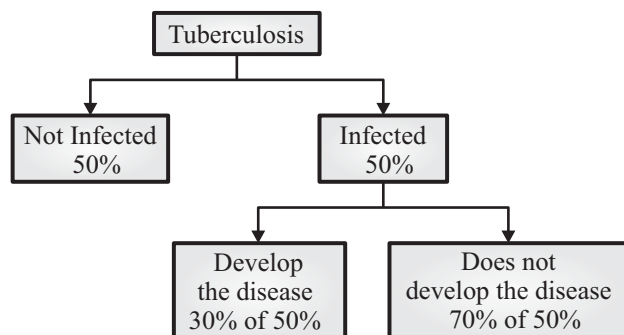 Tuberculosis
Not Infected
50%
Infected
50%
Develop
the disease
30% of 50%
Does not
develop the disease
70% of 50%